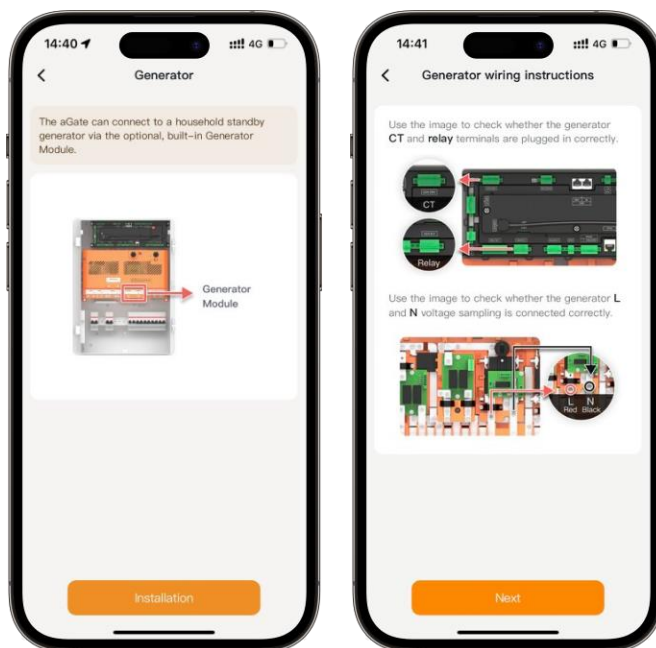 14:40
4G
Generator
The aGate can connect to a household standby
generator via the optional, built-in Generator
Module.
Generator
Module
Installation
14:41
4G
Generator wiring instructions
Use the image to check whether the generator
CT and relay terminals are plugged in correctly.
CT
Relay
Use the image to check whether the generator L
and N voltage sampling is connected correctly.
L N
Red Black
Next